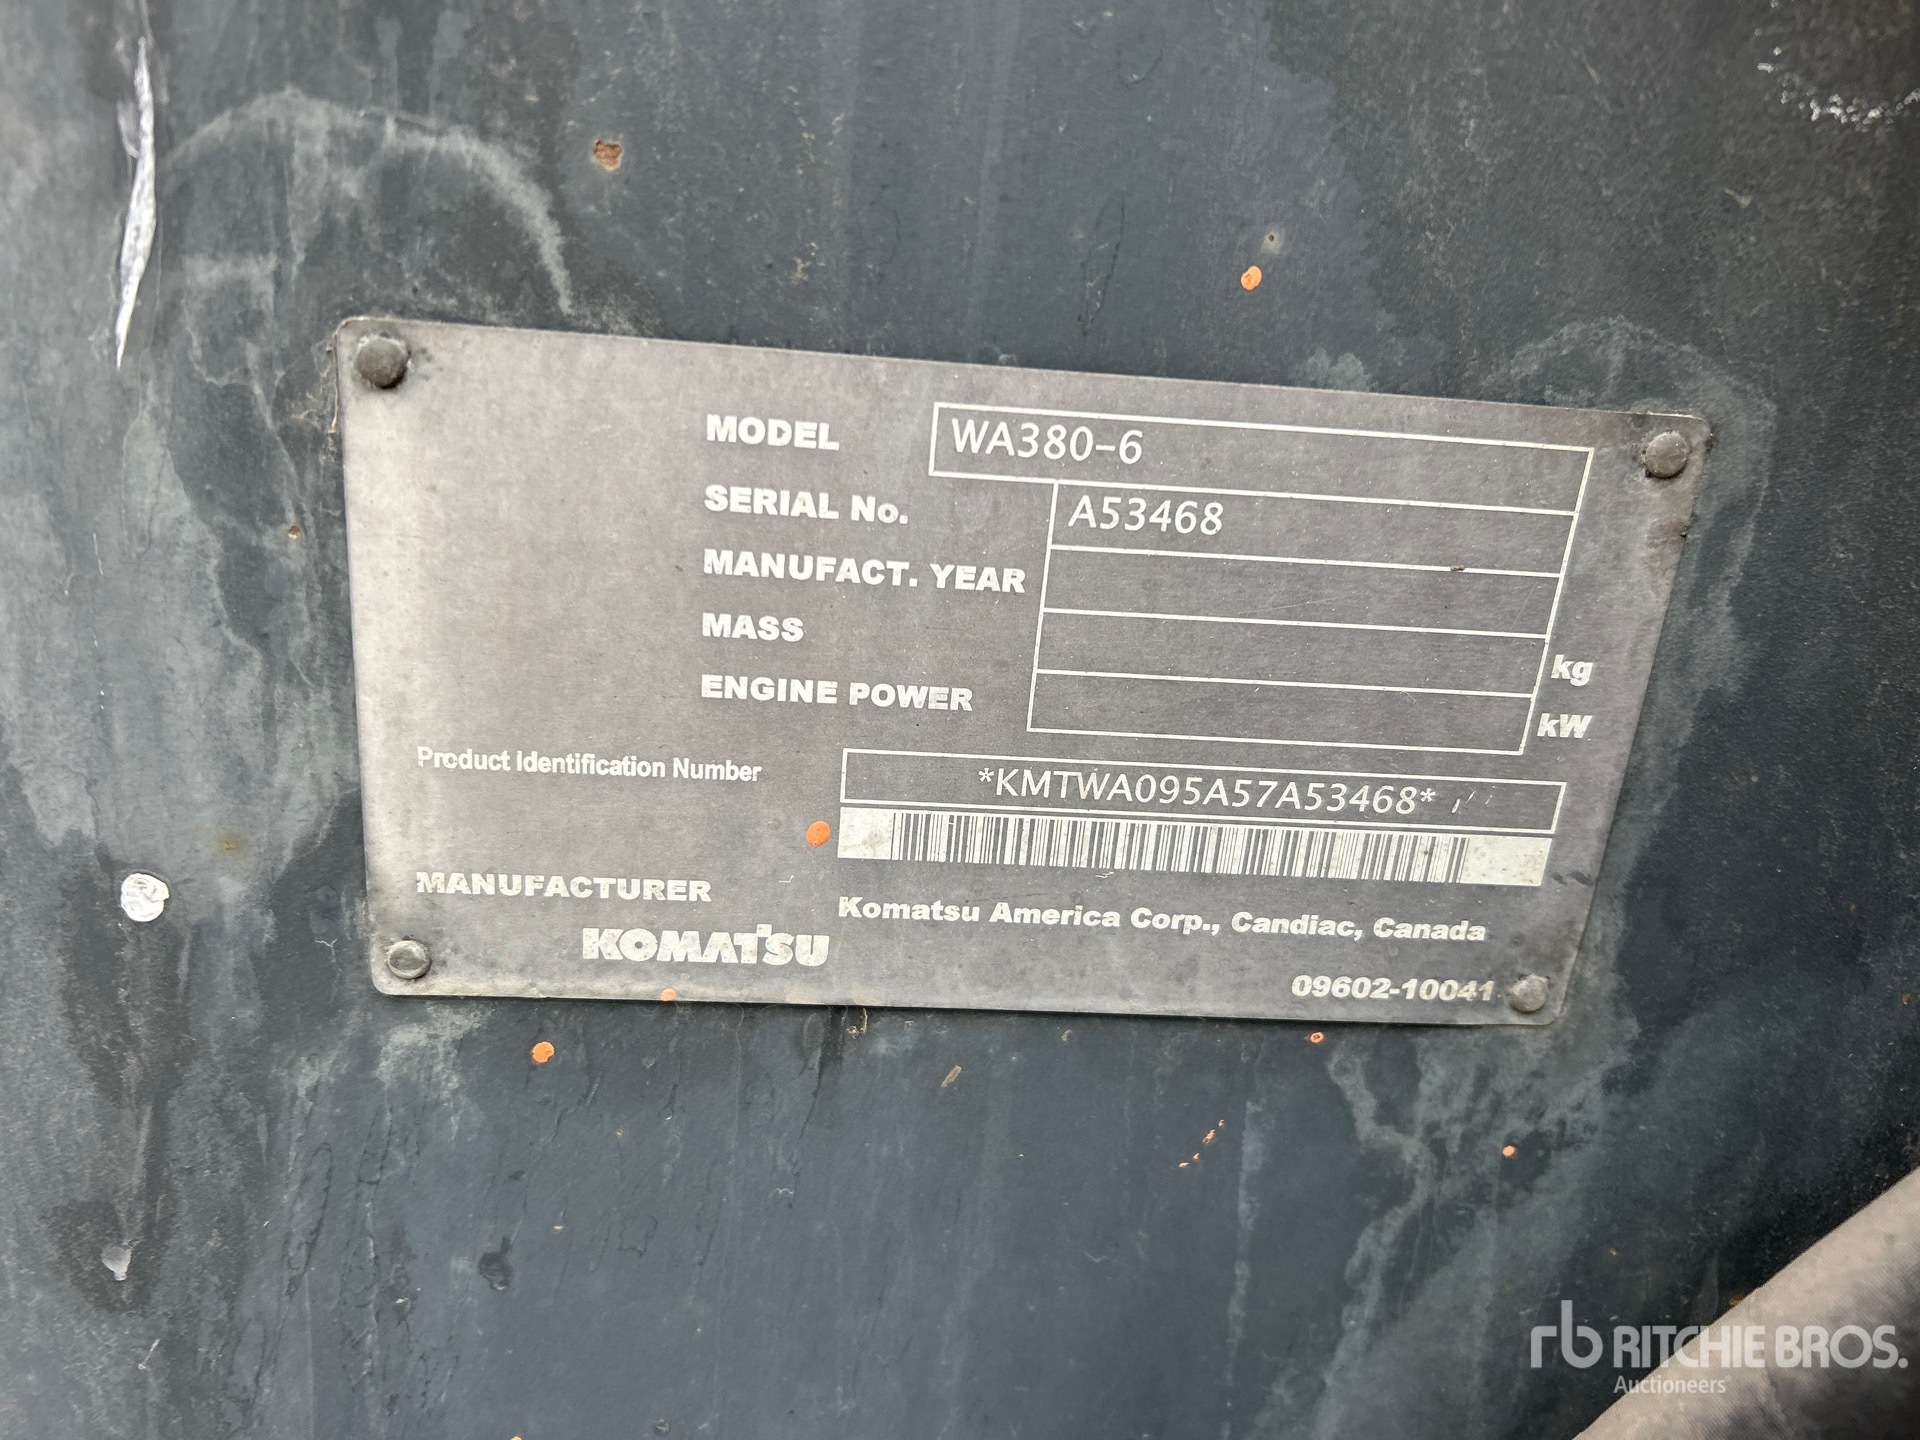 MODEL WA380-6
SERIAL No. A53468
MANUFACT. YEAR
MASS kg
ENGINE POWER kW
Product Identification Number *KMTWA095A57A53468*
MANUFACTURER
KOMATSU Komatsu America Corp., Candiac, Canada
09602-10041
rb RITCHIE BROS.
Auctioneers